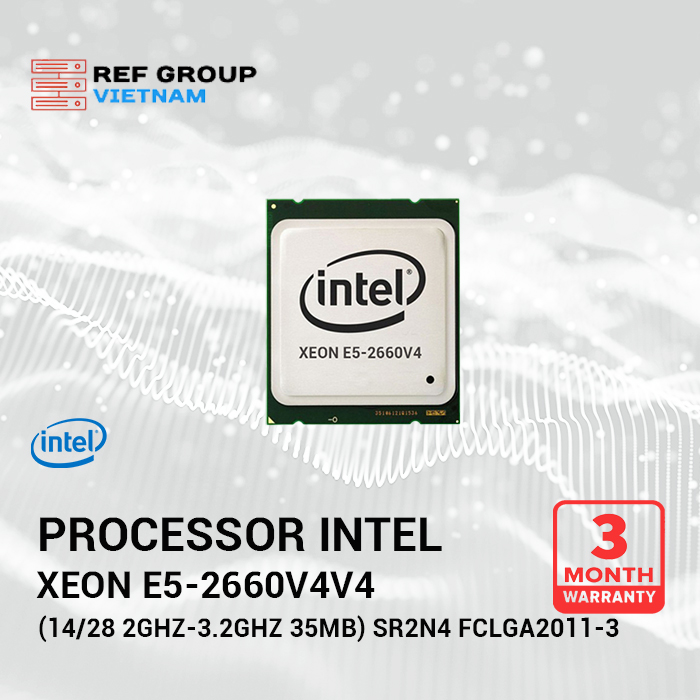 REF GROUP
VIETNAM
intel®
XEON E5-2660V4
intel
PROCESSOR INTEL
XEON E5-2660V4V4
(14/28 2GHZ-3.2GHZ 35MB) SR2N4 FCLGA2011-3
3
MONTH
WARRANTY